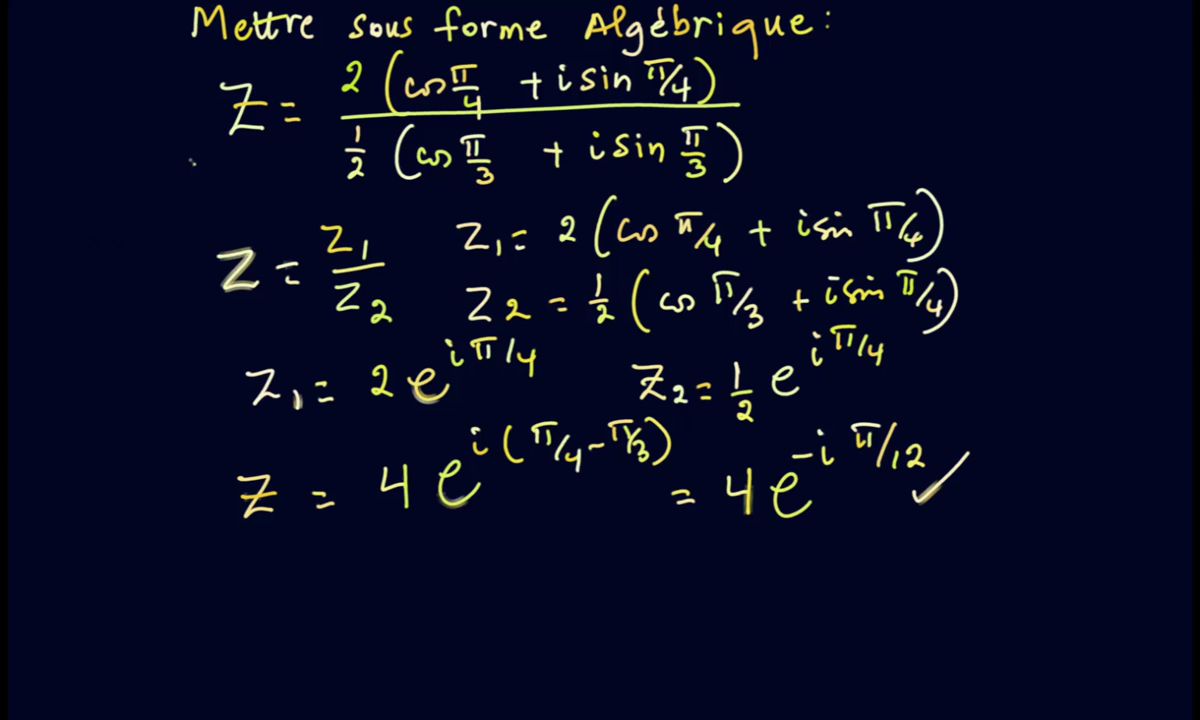 Mettre sous forme Algébrique:
Z = 2 (cos π/4 + i sin π/4) / 1/2 (cos π/3 + i sin π/3)
Z = Z1/Z2 Z1 = 2 (cos π/4 + i sin π/4)
Z2 = 1/2 (cos π/3 + i sin π/4)
Z1 = 2 e^iπ/4 Z2 = 1/2 e^iπ/4
Z = 4 e^i(π/4 - π/3) = 4 e^-iπ/12 ✓